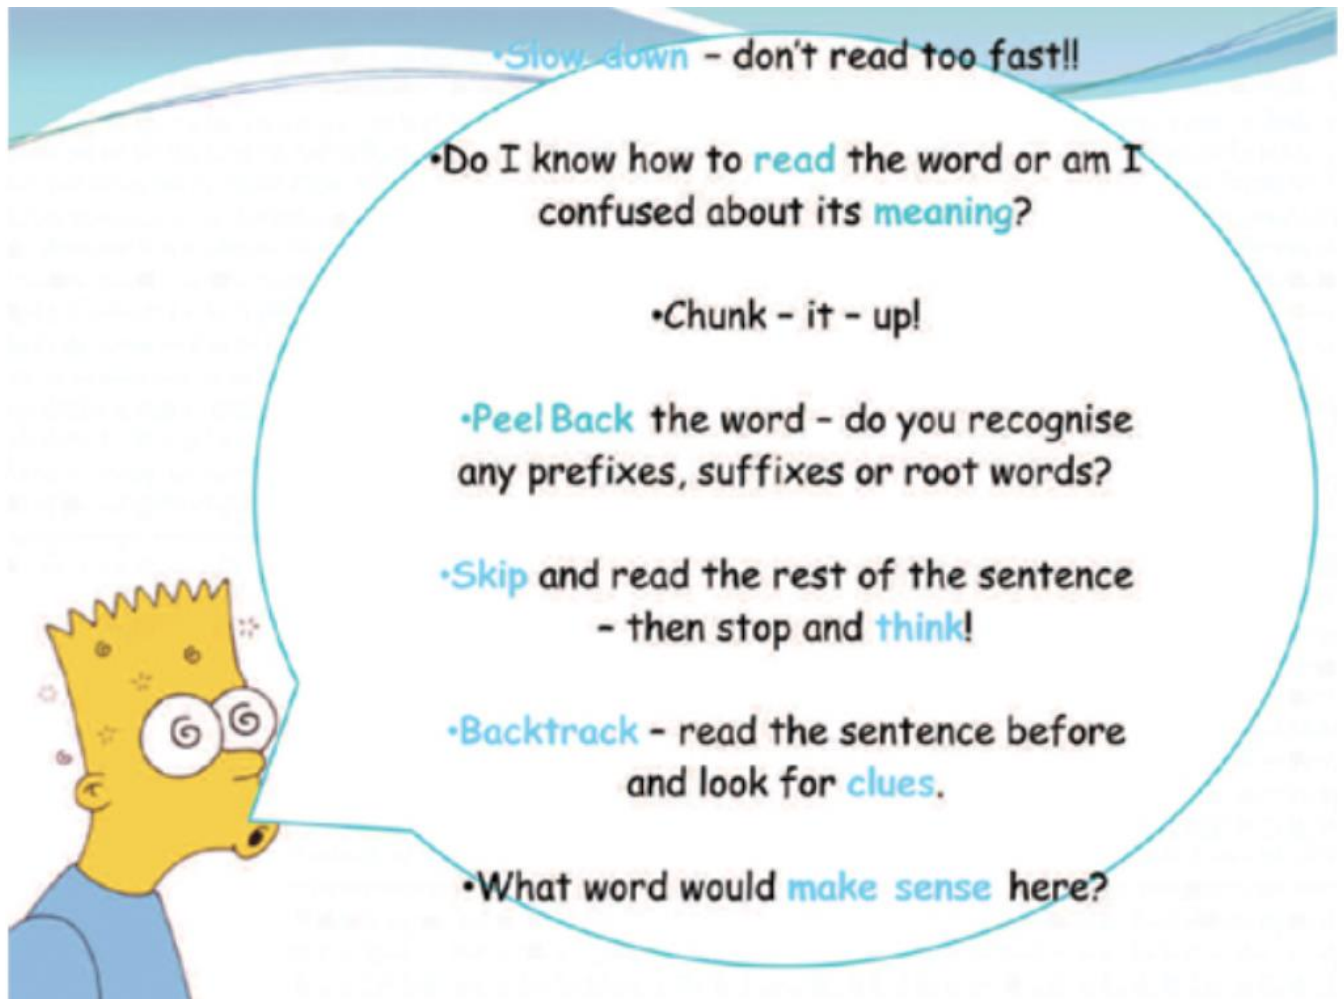 •Slow down – don't read too fast!!
•Do I know how to read the word or am I
confused about its meaning?
•Chunk – it – up!
•Peel Back the word – do you recognise
any prefixes, suffixes or root words?
•Skip and read the rest of the sentence
– then stop and think!
•Backtrack – read the sentence before
and look for clues.
•What word would make sense here?